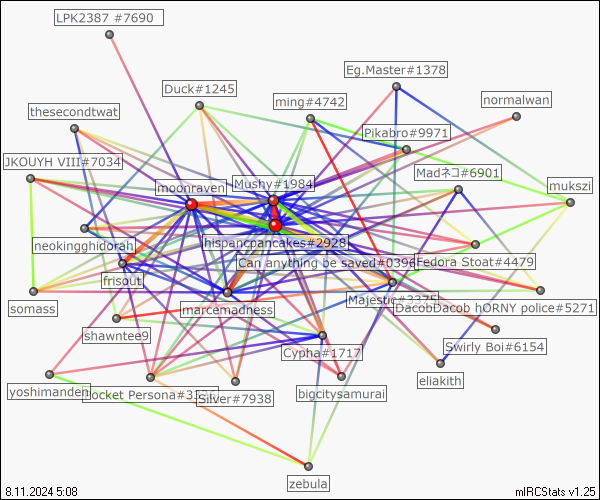 LPK2387 #7690
Eg.Master#1378
Duck#1245
ming#4742
normalwan
thesecondtwat
Pikabro#9971
JKOUYH VIII#7034
Madネコ#6901
moonraven
Mushy#1984
mukszi
neokingghidorah
hispancpancakes#2928
Can anything be saved#0396
Fedora Stoat#4479
frisout
somass
marcemadness
Majestic#3375
DacobDacob hORNY police#5271
shawntee9
Swirly Boi#6154
Cypha#1717
eliakith
yoshimanden
Pocket Persona
Silver#7938
bigcitysamurai
zebula
8.11.2024 5:08
mIRCStats v1.25